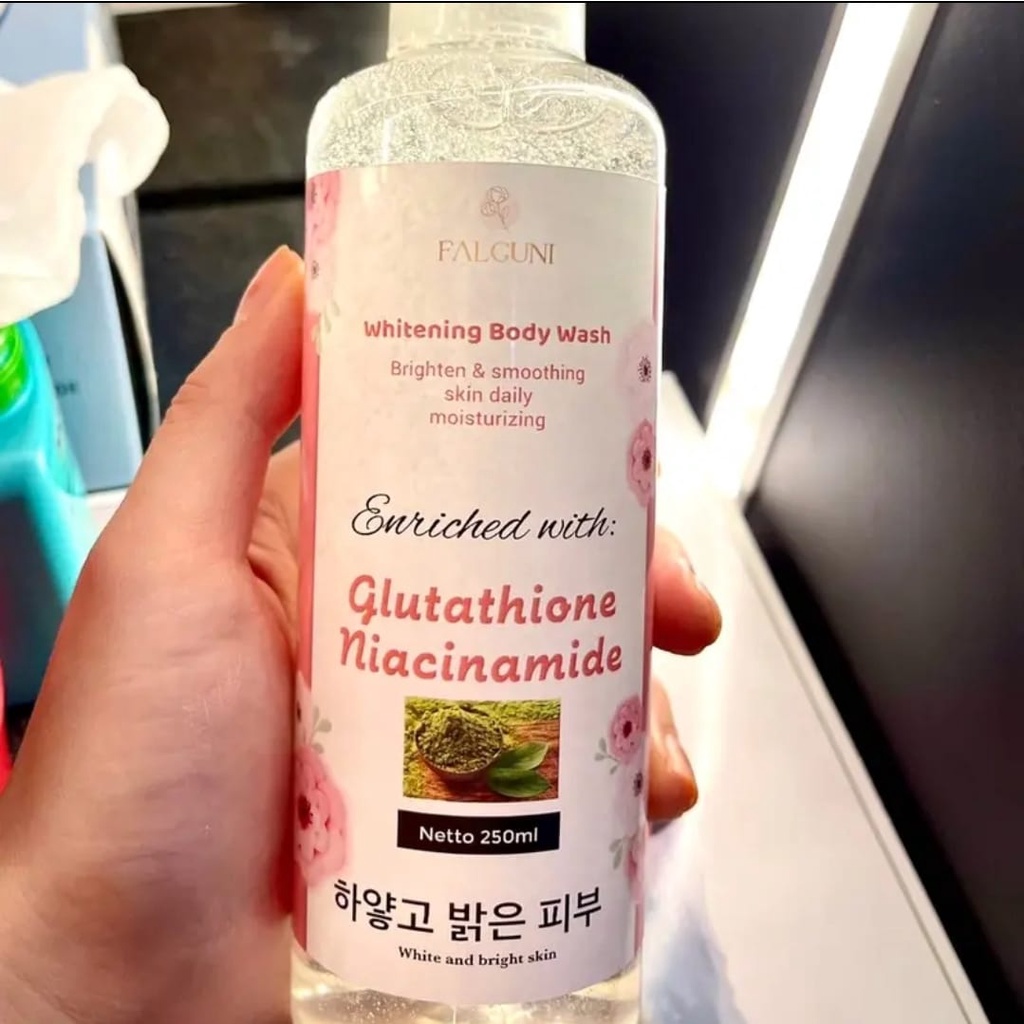 FALGUNI
Whitening Body Wash
Brighten & smoothing
skin daily
moisturizing
Enriched with:
Glutathione
Niacinamide
Netto 250ml
하얗고 밝은 피부
White and bright skin